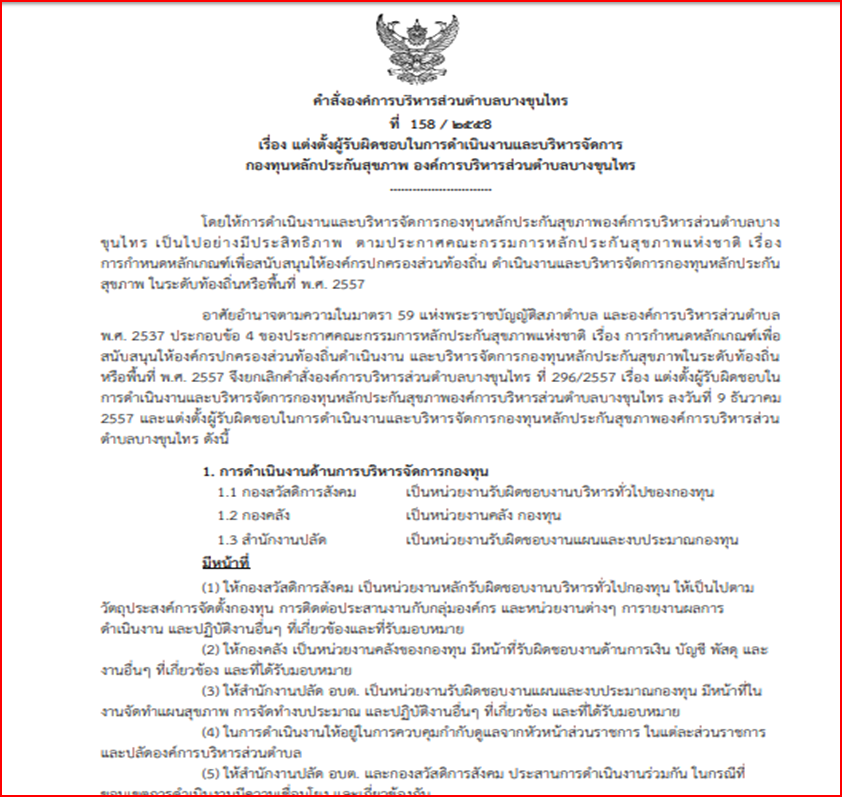 คำสั่งองค์การบริหารส่วนตำบลบางขุนไทร
ที่ 158 / ๒๕๕8
เรื่อง แต่งตั้งผู้รับผิดชอบในการดำเนินงานและบริหารจัดการ
กองทุนหลักประกันสุขภาพ องค์การบริหารส่วนตำบลบางขุนไทร
---------------------------
โดยให้การดำเนินงานและบริหารจัดการกองทุนหลักประกันสุขภาพองค์การบริหารส่วนตำบลบาง
ขุนไทร เป็นไปอย่างมีประสิทธิภาพ ตามประกาศคณะกรรมการหลักประกันสุขภาพแห่งชาติ เรื่อง
การกำหนดหลักเกณฑ์เพื่อสนับสนุนให้องค์กรปกครองส่วนท้องถิ่น ดำเนินงานและบริหารจัดการกองทุนหลักประกัน
สุขภาพ ในระดับท้องถิ่นหรือพื้นที่ พ.ศ. 2557
อาศัยอำนาจตามความในมาตรา 59 แห่งพระราชบัญญัติสภาตำบล และองค์การบริหารส่วนตำบล
พ.ศ. 2537 ประกอบข้อ 4 ของประกาศคณะกรรมการหลักประกันสุขภาพแห่งชาติ เรื่อง การกำหนดหลักเกณฑ์เพื่อ
สนับสนุนให้องค์กรปกครองส่วนท้องถิ่นดำเนินงาน และบริหารจัดการกองทุนหลักประกันสุขภาพในระดับท้องถิ่น
หรือพื้นที่ พ.ศ. 2557 จึงยกเลิกคำสั่งองค์การบริหารส่วนตำบลบางขุนไทร ที่ 296/2557 เรื่อง แต่งตั้งผู้รับผิดชอบใน
การดำเนินงานและบริหารจัดการกองทุนหลักประกันสุขภาพองค์การบริหารส่วนตำบลบางขุนไทร ลงวันที่ 9 ธันวาคม
2557 และแต่งตั้งผู้รับผิดชอบในการดำเนินงานและบริหารจัดการกองทุนหลักประกันสุขภาพองค์การบริหารส่วน
ตำบลบางขุนไทร ดังนี้
1. การดำเนินงานด้านการบริหารจัดการกองทุน
1.1 กองสวัสดิการสังคม เป็นหน่วยงานรับผิดชอบงานบริหารทั่วไปของกองทุน
1.2 กองคลัง เป็นหน่วยงานคลัง กองทุน
1.3 สำนักงานปลัด เป็นหน่วยงานรับผิดชอบงานแผนและงบประมาณกองทุน
มีหน้าที่
(1) ให้กองสวัสดิการสังคม เป็นหน่วยงานหลักรับผิดชอบงานบริหารทั่วไปกองทุน ให้เป็นไปตาม
วัตถุประสงค์การจัดตั้งกองทุน การติดต่อประสานงานกับกลุ่มองค์กร และหน่วยงานต่างๆ การายงานผลการ
ดำเนินงาน และปฏิบัติงานอื่นๆ ที่เกี่ยวข้องและที่รับมอบหมาย
(2) ให้กองคลัง เป็นหน่วยงานคลังของกองทุน มีหน้าที่รับผิดชอบงานด้านการเงิน บัญชี พัสดุ และ
งานอื่นๆ ที่เกี่ยวข้อง และที่ได้รับมอบหมาย
(3) ให้สำนักงานปลัด อบต. เป็นหน่วยงานรับผิดชอบงานแผนและงบประมาณกองทุน มีหน้าที่ใน
งานจัดทำแผนสุขภาพ การจัดทำงบประมาณ และปฏิบัติงานอื่นๆ ที่เกี่ยวข้อง และที่ได้รับมอบหมาย
(4) ในการดำเนินงานให้อยู่ในการควบคุมกำกับดูแลจากหัวหน้าส่วนราชการ ในแต่ละส่วนราชการ
และปลัดองค์การบริหารส่วนตำบล
(5) ให้สำนักงานปลัด อบต. และกองสวัสดิการสังคม ประสานการดำเนินงานร่วมกัน ในกรณีที่
ขอบเขตการดำเนินงานมีความเชื่อมโยง และเกี่ยวข้องกัน